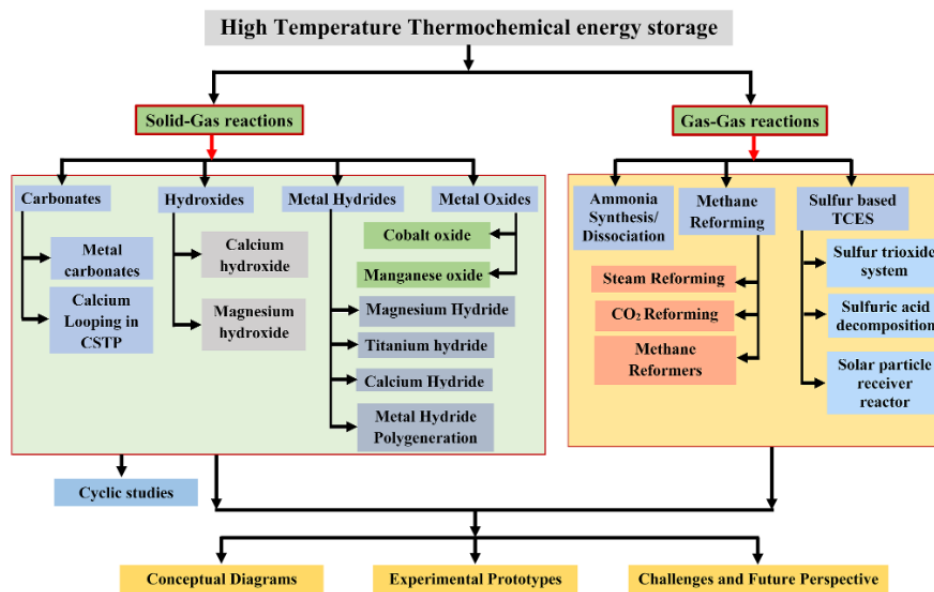 High Temperature Thermochemical energy storage
Solid-Gas reactions
Gas-Gas reactions
Carbonates
Hydroxides
Metal Hydrides
Metal Oxides
Metal
carbonates
Calcium
Looping in
CSTP
Calcium
hydroxide
Magnesium
hydroxide
Cobalt oxide
Manganese oxide
Magnesium Hydride
Titanium hydride
Calcium Hydride
Metal Hydride
Polygeneration
Ammonia
Synthesis/
Dissociation
Methane
Reforming
Sulfur based
TCES
Steam Reforming
CO₂ Reforming
Methane
Reformers
Sulfur trioxide
system
Sulfuric acid
decomposition
Solar particle
receiver
reactor
Cyclic studies
Conceptual Diagrams
Experimental Prototypes
Challenges and Future Perspective